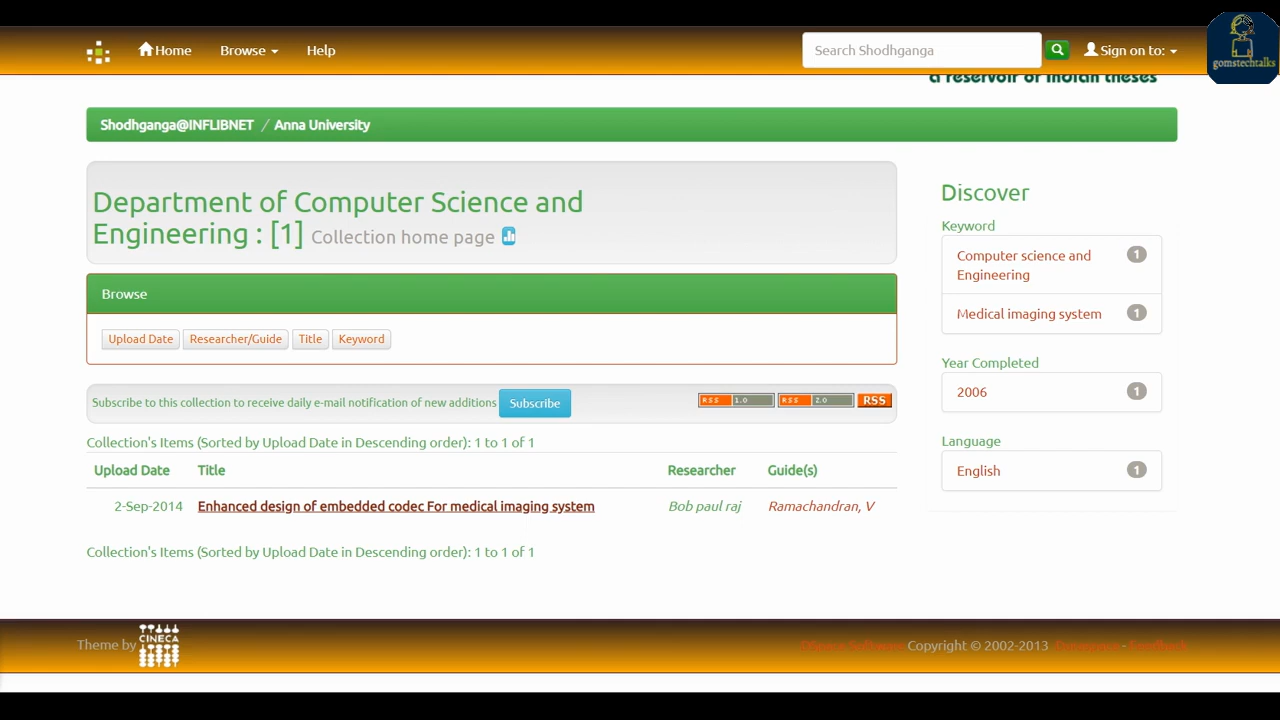 Home Browse Help Search Shodhganga Sign on to:
gomstechtalks
a reservoir of Indian theses
Shodhganga@INFLIBNET / Anna University
Department of Computer Science and
Engineering : [1] Collection home page
Browse
Upload Date Researcher/Guide Title Keyword
Subscribe to this collection to receive daily e-mail notification of new additions Subscribe RSS 1.0 RSS 2.0 RSS
Collection's Items (Sorted by Upload Date in Descending order): 1 to 1 of 1
Upload Date Title Researcher Guide(s)
2-Sep-2014 Enhanced design of embedded codec For medical imaging system Bob paul raj Ramachandran, V
Collection's Items (Sorted by Upload Date in Descending order): 1 to 1 of 1
Discover
Keyword
Computer science and
Engineering 1
Medical imaging system 1
Year Completed
2006 1
Language
English 1
Theme by CINECA
DSpace Software Copyright © 2002-2013 Duraspace - Feedback